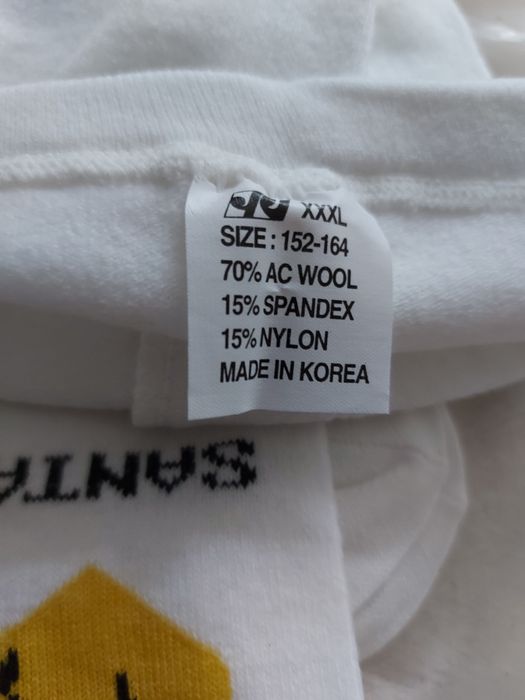 XXXL
SIZE : 152-164
70% AC WOOL
15% SPANDEX
15% NYLON
MADE IN KOREA